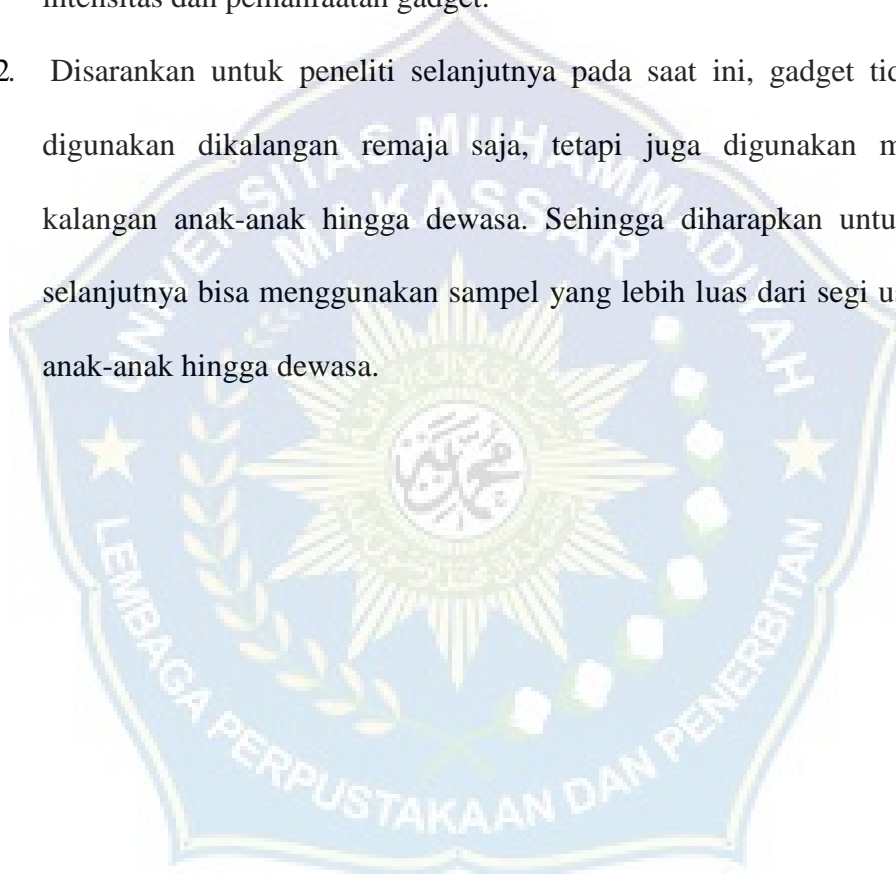 intensitas dan pemanfaatan gadget.
2. Disarankan untuk peneliti selanjutnya pada saat ini, gadget
digunakan dikalangan remaja saja, tetapi juga digunakan
kalangan anak-anak hingga dewasa. Sehingga diharapkan
selanjutnya bisa menggunakan sampel yang lebih luas dari segi
anak-anak hingga dewasa.
UNIVERSITAS MUHAMMADIYAH
MAKASSAR
LEMBAGA PERPUSTAKAAN DAN PENERBITAN